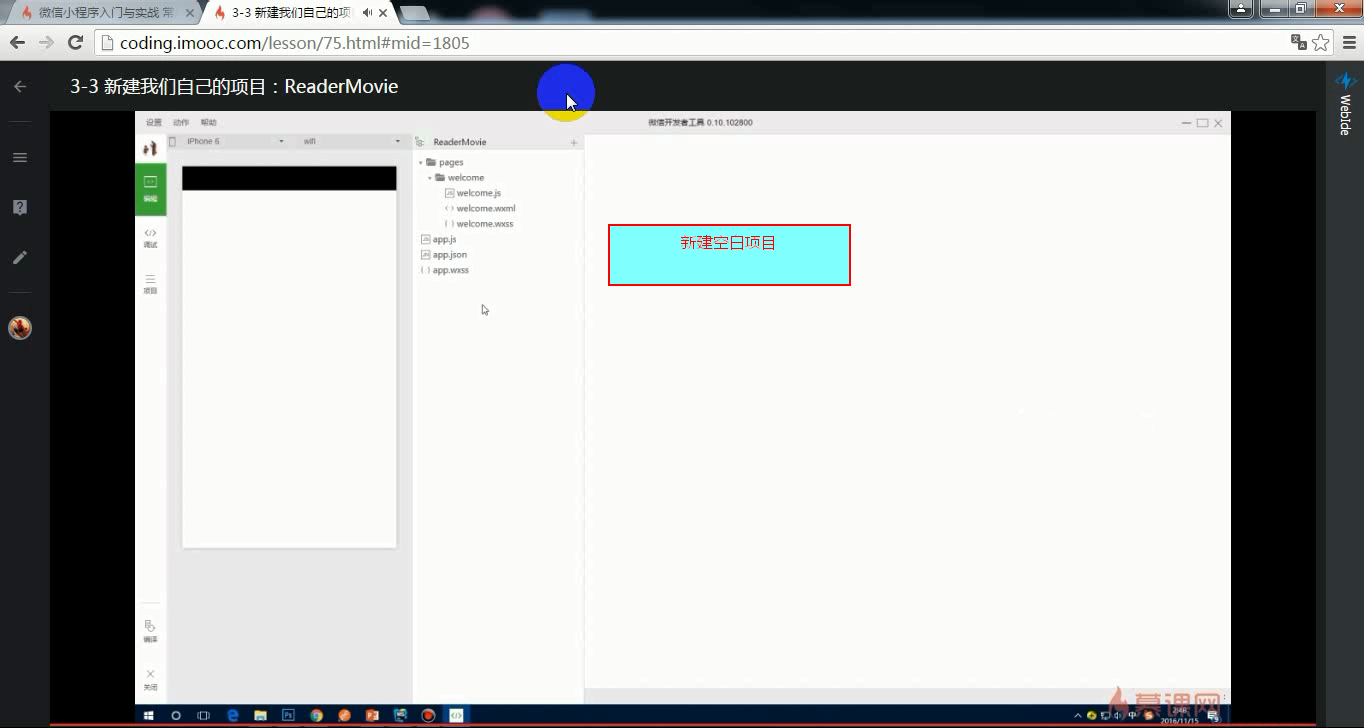 微信小程序入门与实战 常
3-3 新建我们自己的项
coding.imooc.com/lesson/75.html#mid=1805
3-3 新建我们自己的项目：ReaderMovie
WebIde
设置 动作 帮助
微信开发者工具 0.10.102800
iPhone 6
wifi
ReaderMovie
pages
welcome
编辑
JS welcome.js
welcome.wxml
welcome.wxss
调试
app.js
app.json
app.wxss
项目
新建空日项目
编译
关闭
慕课网
2016/11/15